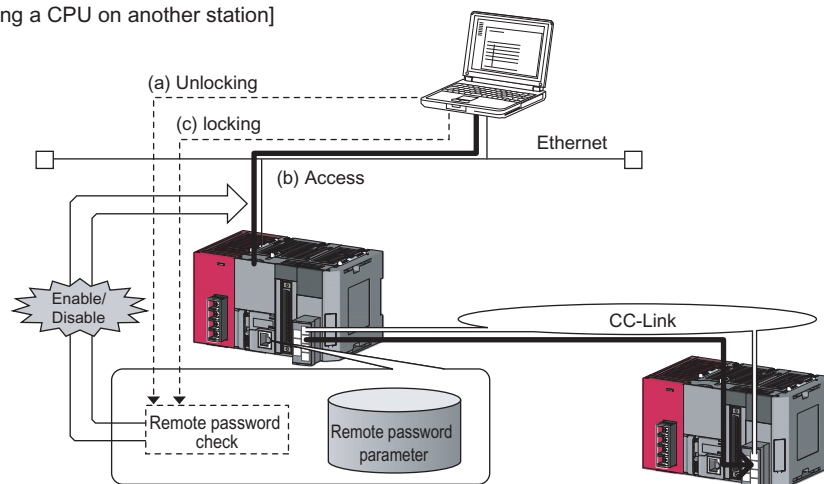 ng a CPU on another station]
(a) Unlocking
(c) locking
Ethernet
(b) Access
Enable/
Disable
CC-Link
Remote password
check
Remote password
parameter